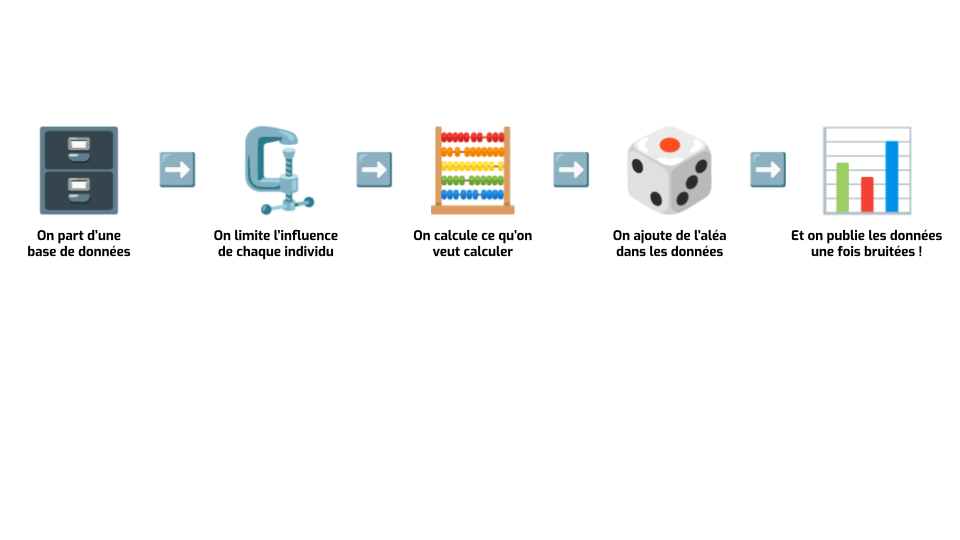 On part d'une
base de données
On limite l'influence
de chaque individu
On calcule ce qu'on
veut calculer
On ajoute de l'aléa
dans les données
Et on publie les données
une fois bruitées !